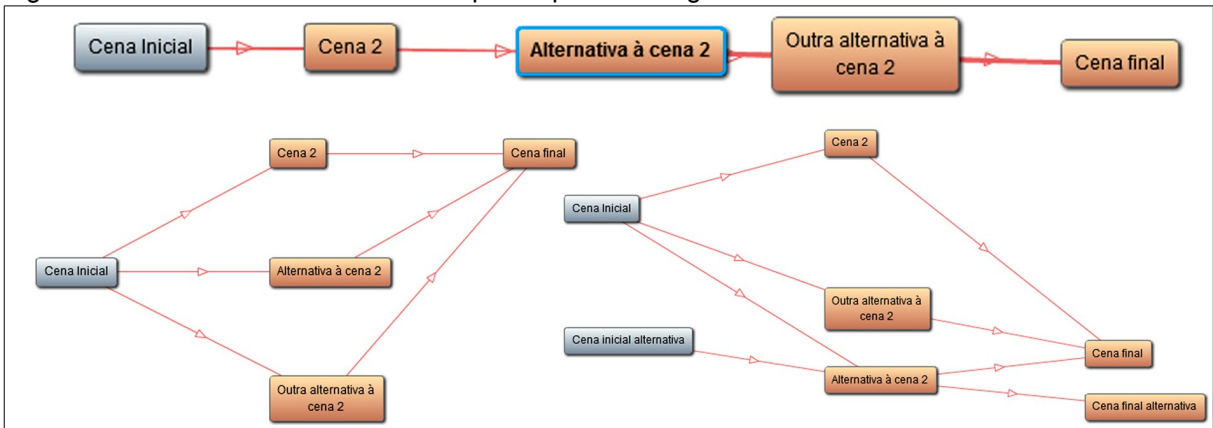 Cena Inicial
Cena 2
Alternativa à cena 2
Outra alternativa à
cena 2
Cena final
Cena 2
Cena final
Cena Inicial
Alternativa à cena 2
Outra alternativa à
cena 2
Cena 2
Cena Inicial
Outra alternativa à
cena 2
Cena inicial alternativa
Cena final
Alternativa à cena 2
Cena final alternativa